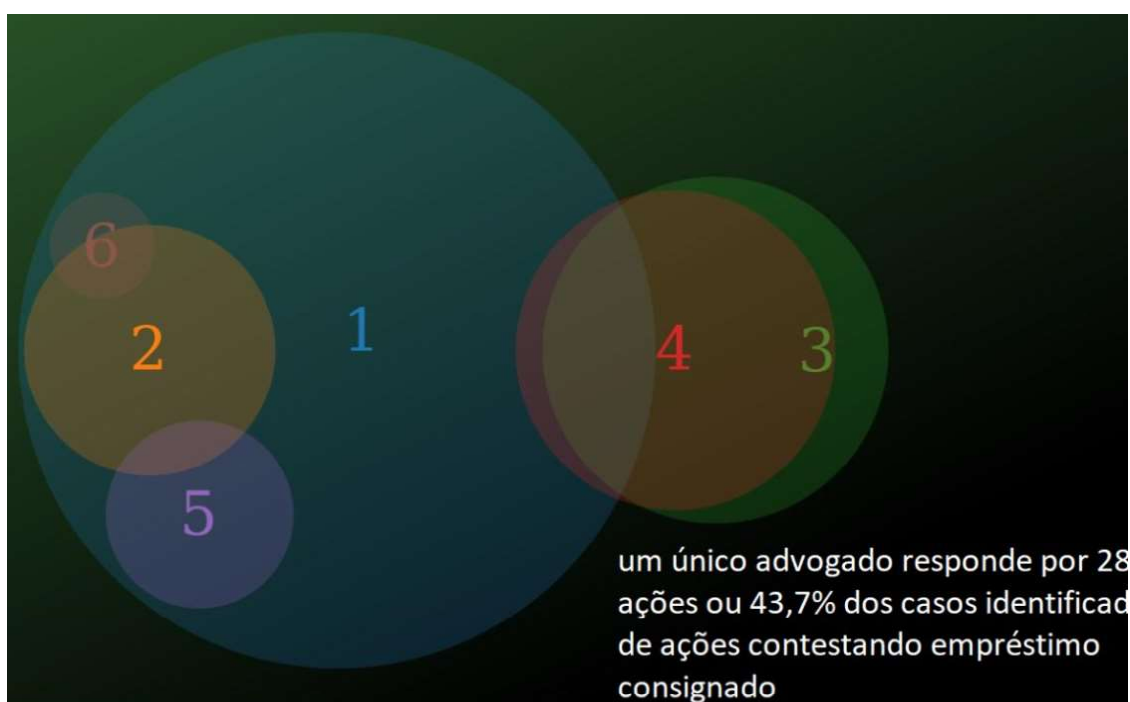 6
1
2
4
3
5
um único advogado responde por 28
ações ou 43,7% dos casos
de ações contestando empréstimo
consignado